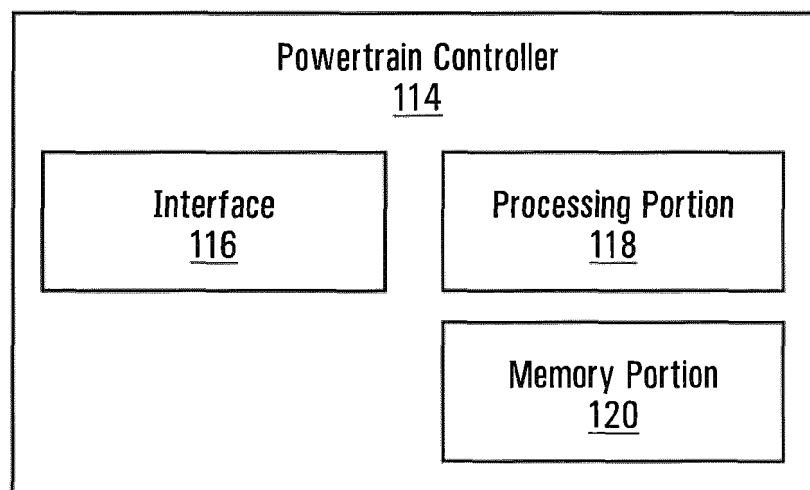 Powertrain Controller
114
Interface
116
Processing Portion
118
Memory Portion
120